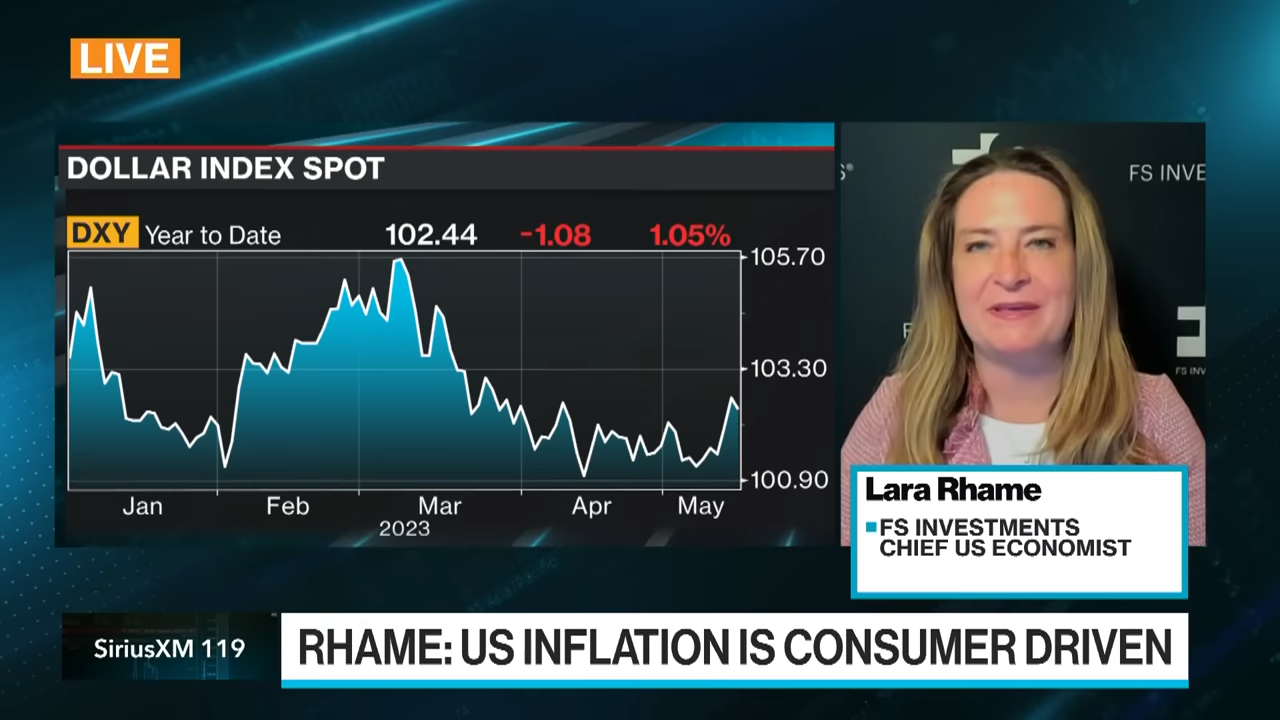 LIVE
DOLLAR INDEX SPOT
DXY Year to Date 102.44 -1.08 1.05%
105.70
103.30
100.90
Jan Feb Mar Apr May
2023
FS INVE
FS INV
Lara Rhame
FS INVESTMENTS
CHIEF US ECONOMIST
SiriusXM 119
RHAME: US INFLATION IS CONSUMER DRIVEN